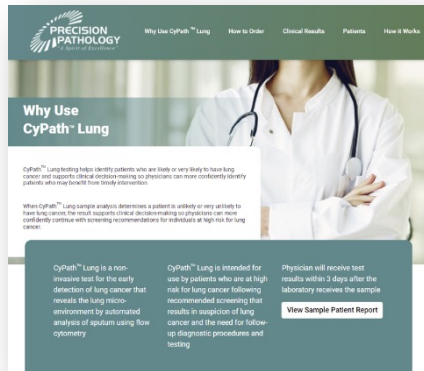 PRECISION
PATHOLOGY
"A Spirit of Excellence"
Why Use CyPath™ Lung
How to Order
Clinical Results
Patients
How it Works
Why Use
CyPath™ Lung
CyPath™ Lung testing helps identify patients who are likely or very likely to have lung
cancer and supports clinical decision-making so physicians can more confidently identify
patients who may benefit from timely intervention.
When CyPath™ Lung sample analysis determines a patient is unlikely or very unlikely to
have lung cancer, the result supports clinical decision-making so physicians can more
confidently continue with screening recommendations for individuals at high risk for lung
cancer.
CyPath™ Lung is a non-
invasive test for the early
detection of lung cancer that
reveals the lung micro-
environment by automated
analysis of sputum using flow
cytometry
CyPath™ Lung is intended for
use by patients who are at high
risk for lung cancer following
recommended screening that
results in suspicion of lung
cancer and the need for follow-
up diagnostic procedures and
testing
Physician will receive test
results within 3 days after the
laboratory receives the sample
View Sample Patient Report